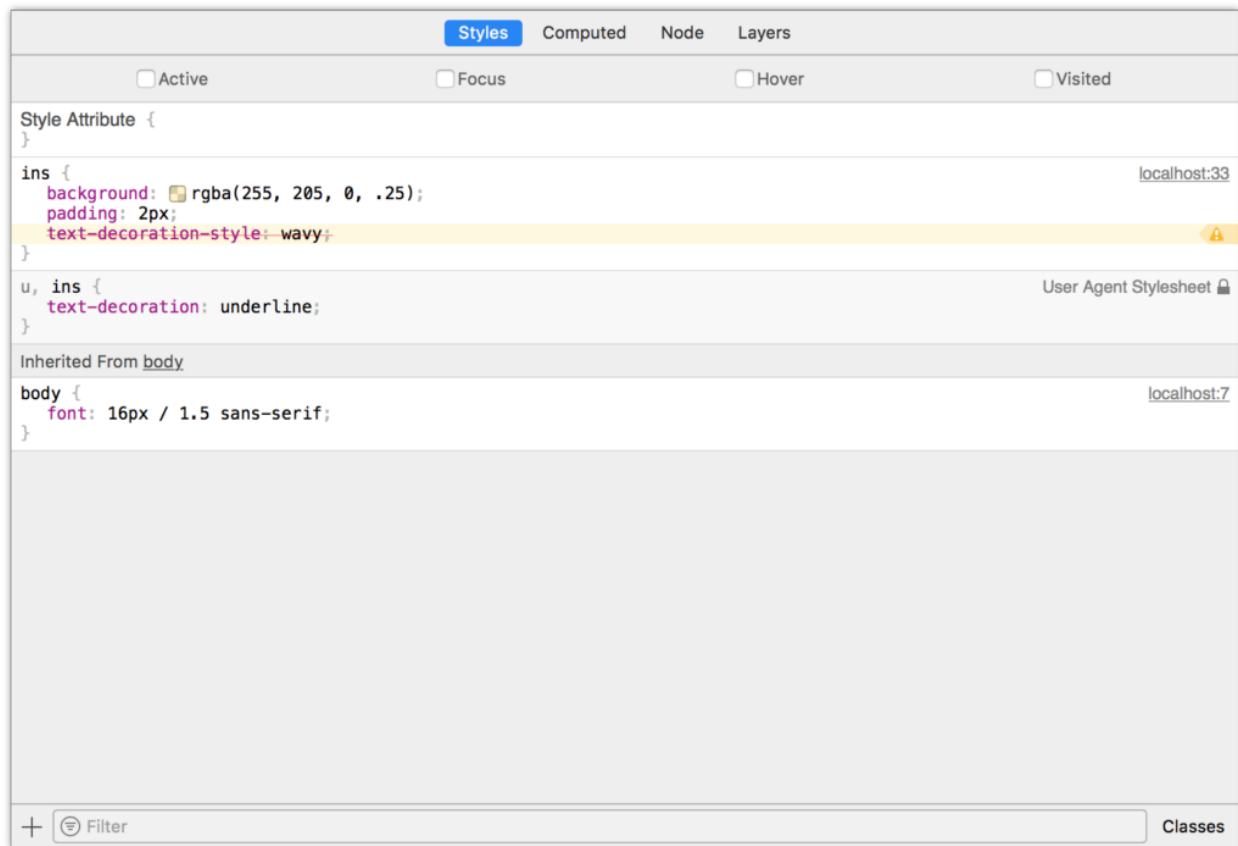 Styles Computed Node Layers
Active Focus Hover Visited
Style Attribute {
}
ins { localhost:33
background: rgba(255, 205, 0, .25);
padding: 2px;
text-decoration-style: wavy;
}
u, ins { User Agent Stylesheet
text-decoration: underline;
}
Inherited From body
body { localhost:7
font: 16px / 1.5 sans-serif;
}
+ Filter Classes